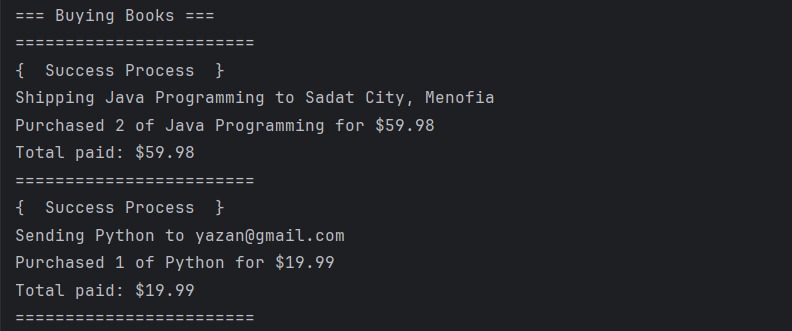 === Buying Books ===
========================
{  Success Process  }
Shipping Java Programming to Sadat City, Menofia
Purchased 2 of Java Programming for $59.98
Total paid: $59.98
========================
{  Success Process  }
Sending Python to yazan@gmail.com
Purchased 1 of Python for $19.99
Total paid: $19.99
========================